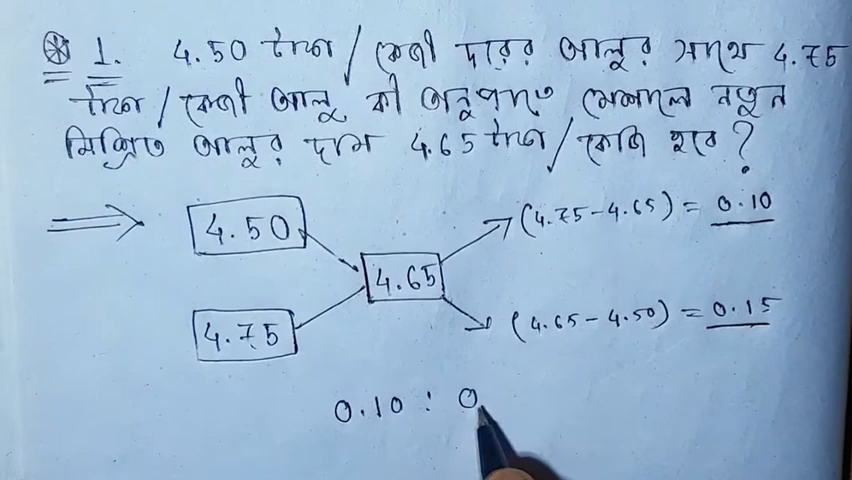 1. 4.50 টাকা/কেজী দরের আলুর সাথে 4.75
টাকা/কেজী আলু কী অনুপাতে মেশালে নতুন
মিশ্রিত আলুর দাম 4.65 টাকা/কেজি হবে?
4.50
(4.75-4.65) = 0.10
4.65
4.75
(4.65-4.50) = 0.15
0.10 : 0